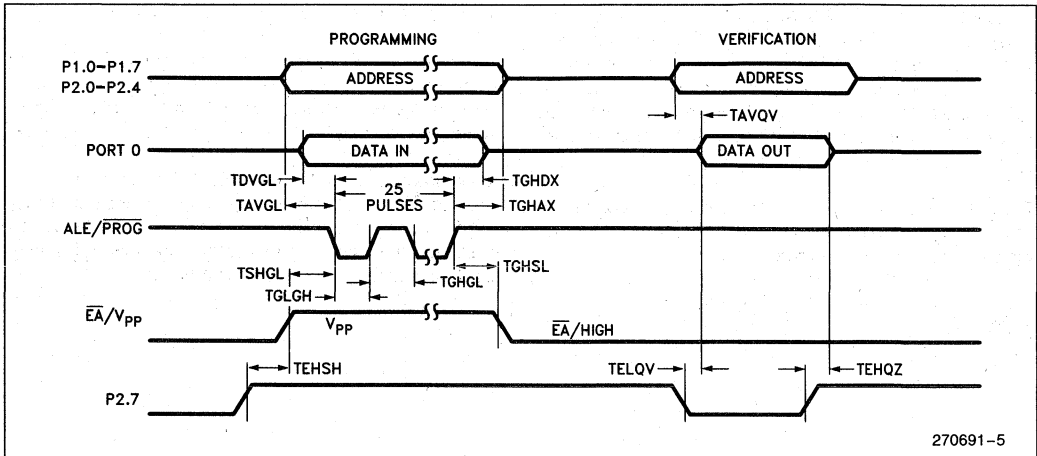 PROGRAMMING VERIFICATION
P1.0–P1.7
P2.0–P2.4
ADDRESS ADDRESS
TAVQV
PORT 0 DATA IN DATA OUT
TDVGL 25 TGHDX
TAVGL PULSES TGHAX
ALE/PROG
TSHGL TGHGL TGHSL
TGLGH
EA/VPP VPP EA/HIGH
TEHSH TELQV TEHQZ
P2.7
270691–5